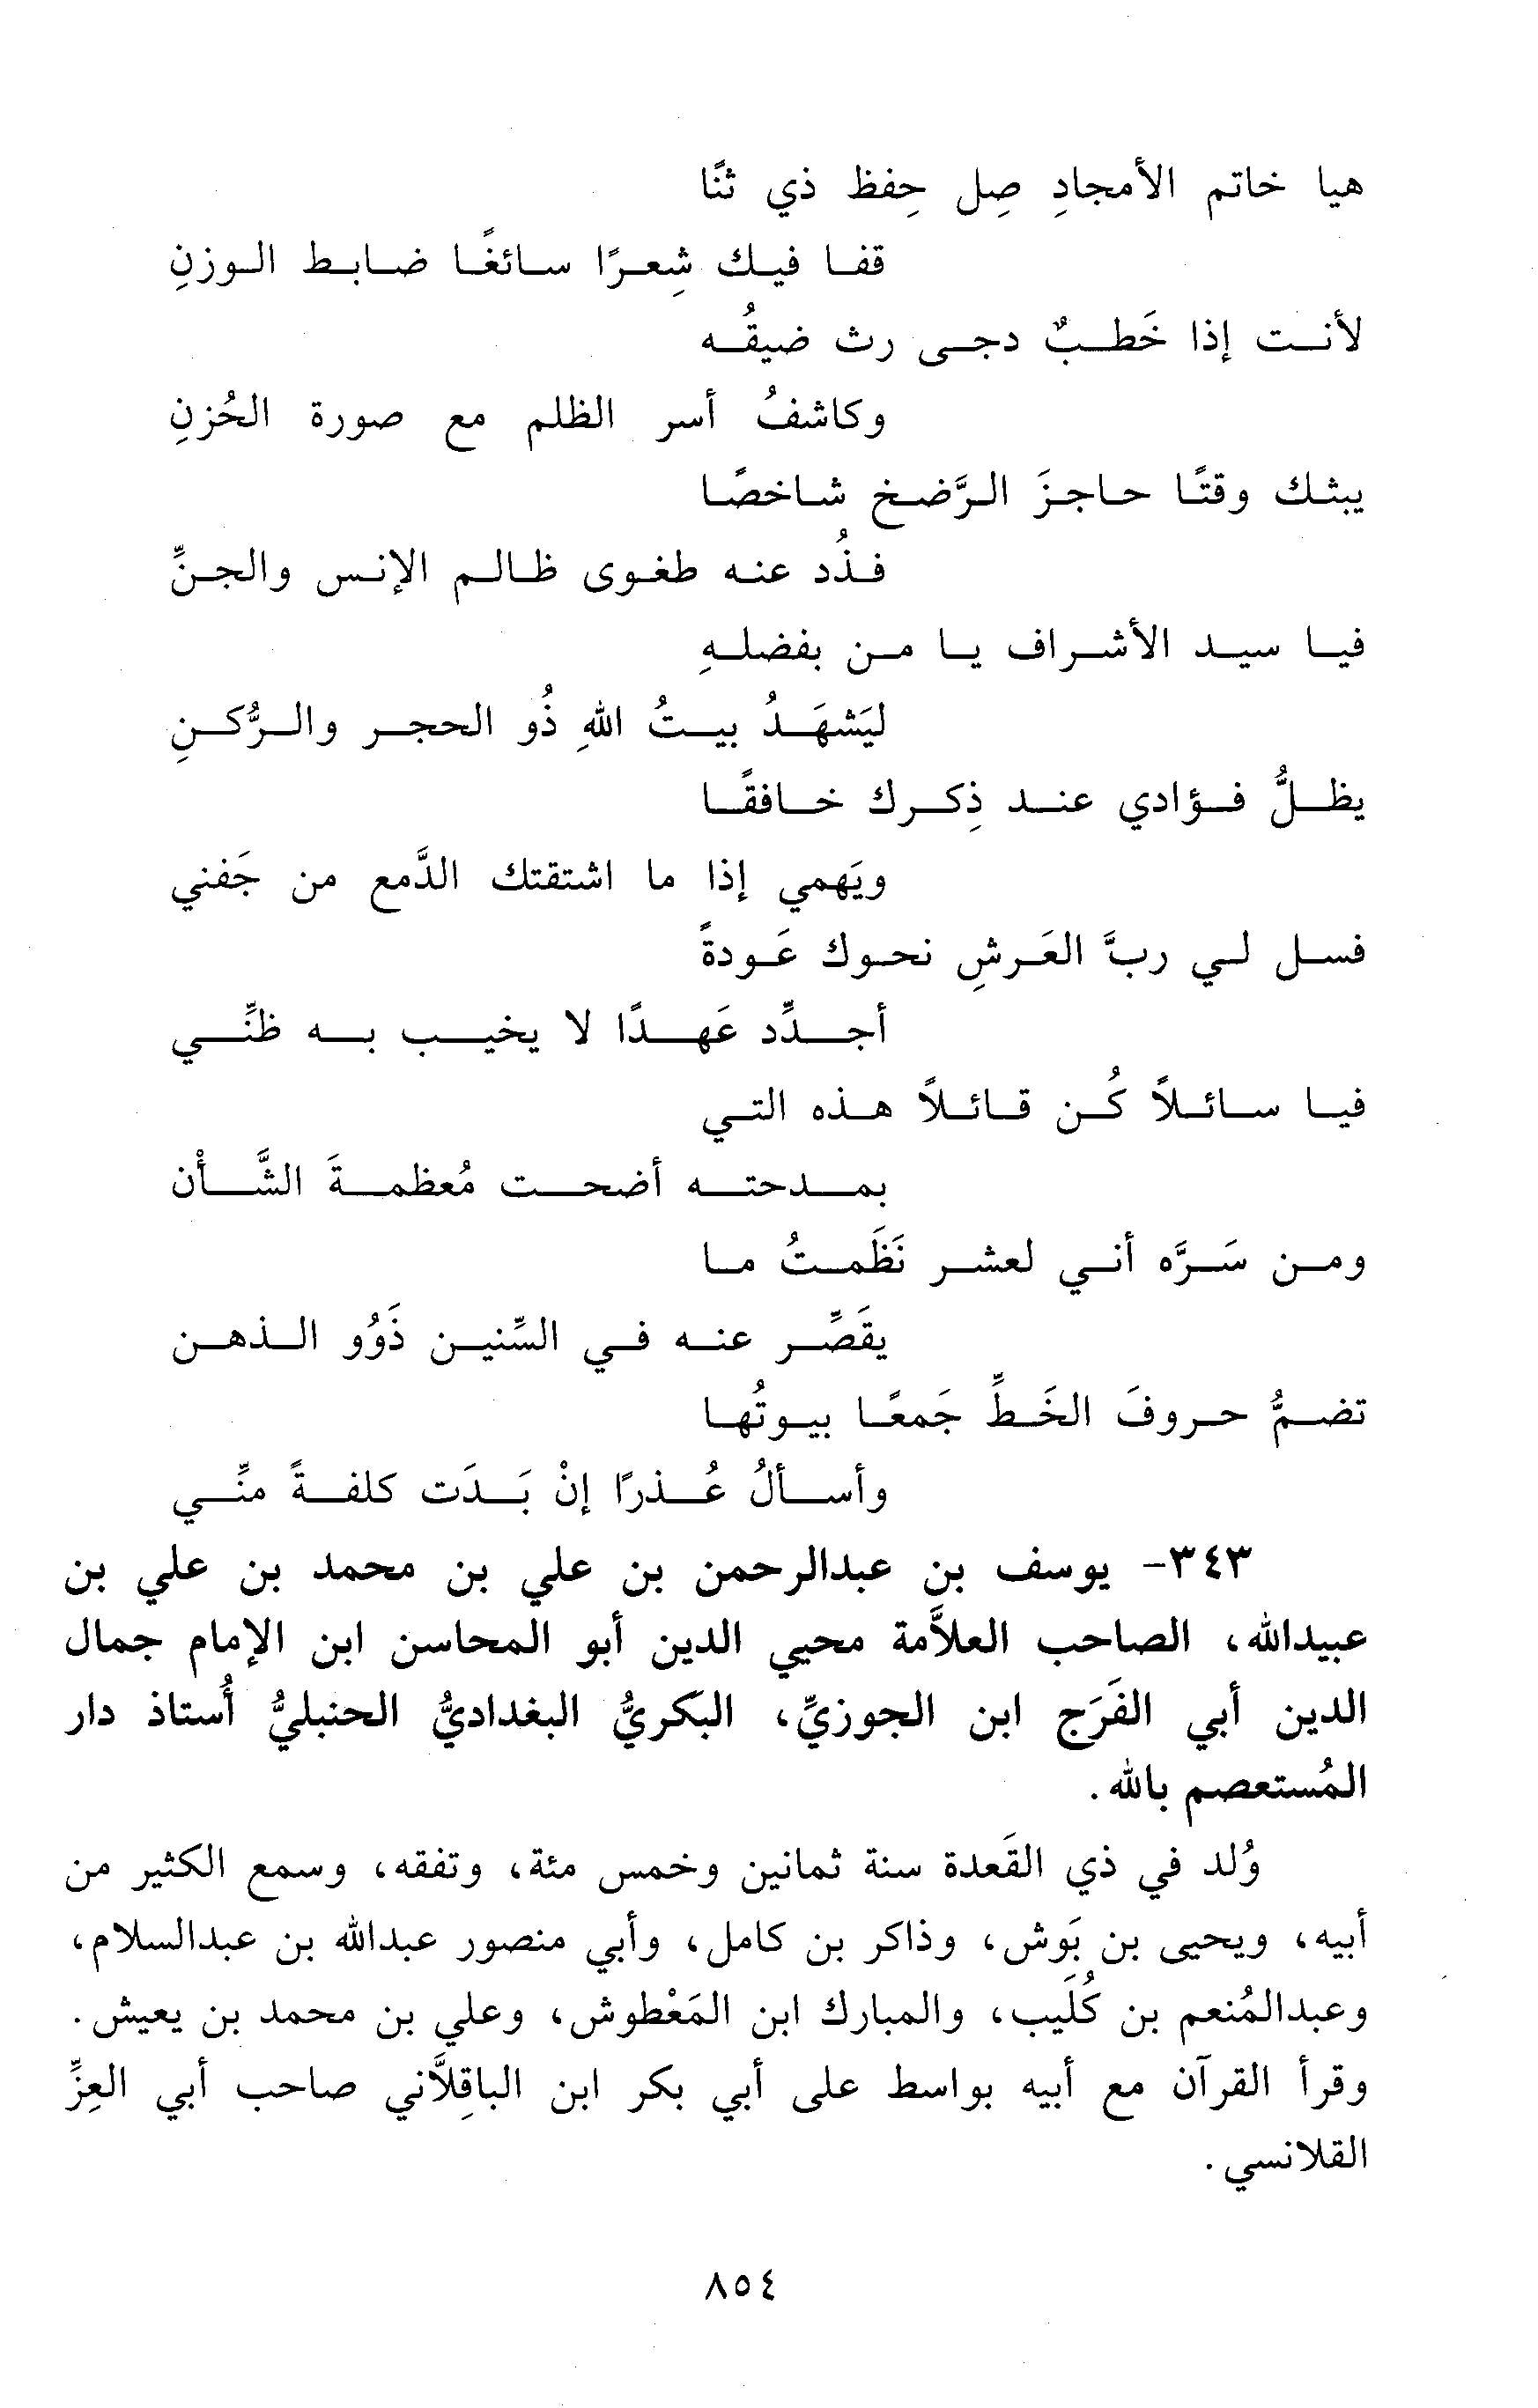 هيا خاتم الأمجادِ صِل حِفظ ذي ثنًا
قفا فيك شِعرًا سائغًا ضابط الوزنِ
لأنت إذا خَطبٌ دجى رث ضيقُه
وكاشفُ أسر الظلم مع صورة الحُزنِ
يبثك وقتًا حاجزَ الرَّضخ شاخصًا
فذُد عنه طغوى ظالم الإنس والجنِّ
فيا سيد الأشراف يا من بفضلهِ
ليَشهَدُ بيتُ اللهِ ذُو الحجر والرُّكنِ
يظلُّ فؤادي عند ذِكرك خافقًا
ويَهمي إذا ما اشتقتك الدَّمع من جَفني
فسل لي ربَّ العَرشِ نحوك عَودةً
أجدِّد عَهدًا لا يخيب به ظنِّي
فيا سائلاً كُن قائلاً هذه التي
بمدحته أضحت مُعظمةَ الشَّأْن
ومن سَرَّه أني لعشر نَظَمتُ ما
يقَصِّر عنه في السِّنين ذَوُو الذهن
تضمُّ حروفَ الخَطِّ جَمعًا بيوتُها
وأسألُ عُذرًا إنْ بَدَت كلفةً منِّي
٣٤٣- يوسف بن عبدالرحمن بن علي بن محمد بن علي بن
عبيدالله، الصاحب العلاَّمة محيي الدين أبو المحاسن ابن الإمام جمال
الدين أبي الفَرَج ابن الجوزيِّ، البكريُّ البغداديُّ الحنبليُّ أُستاذ دار
المُستعصم بالله.
وُلد في ذي القَعدة سنة ثمانين وخمس مئة، وتفقه، وسمع الكثير من
أبيه، ويحيى بن بَوش، وذاكر بن كامل، وأبي منصور عبدالله بن عبدالسلام،
وعبدالمُنعم بن كُلَيب، والمبارك ابن المَعْطوش، وعلي بن محمد بن يعيش.
وقرأ القرآن مع أبيه بواسط على أبي بكر ابن الباقِلاَّني صاحب أبي العِزِّ
القلانسي.
٨٥٤